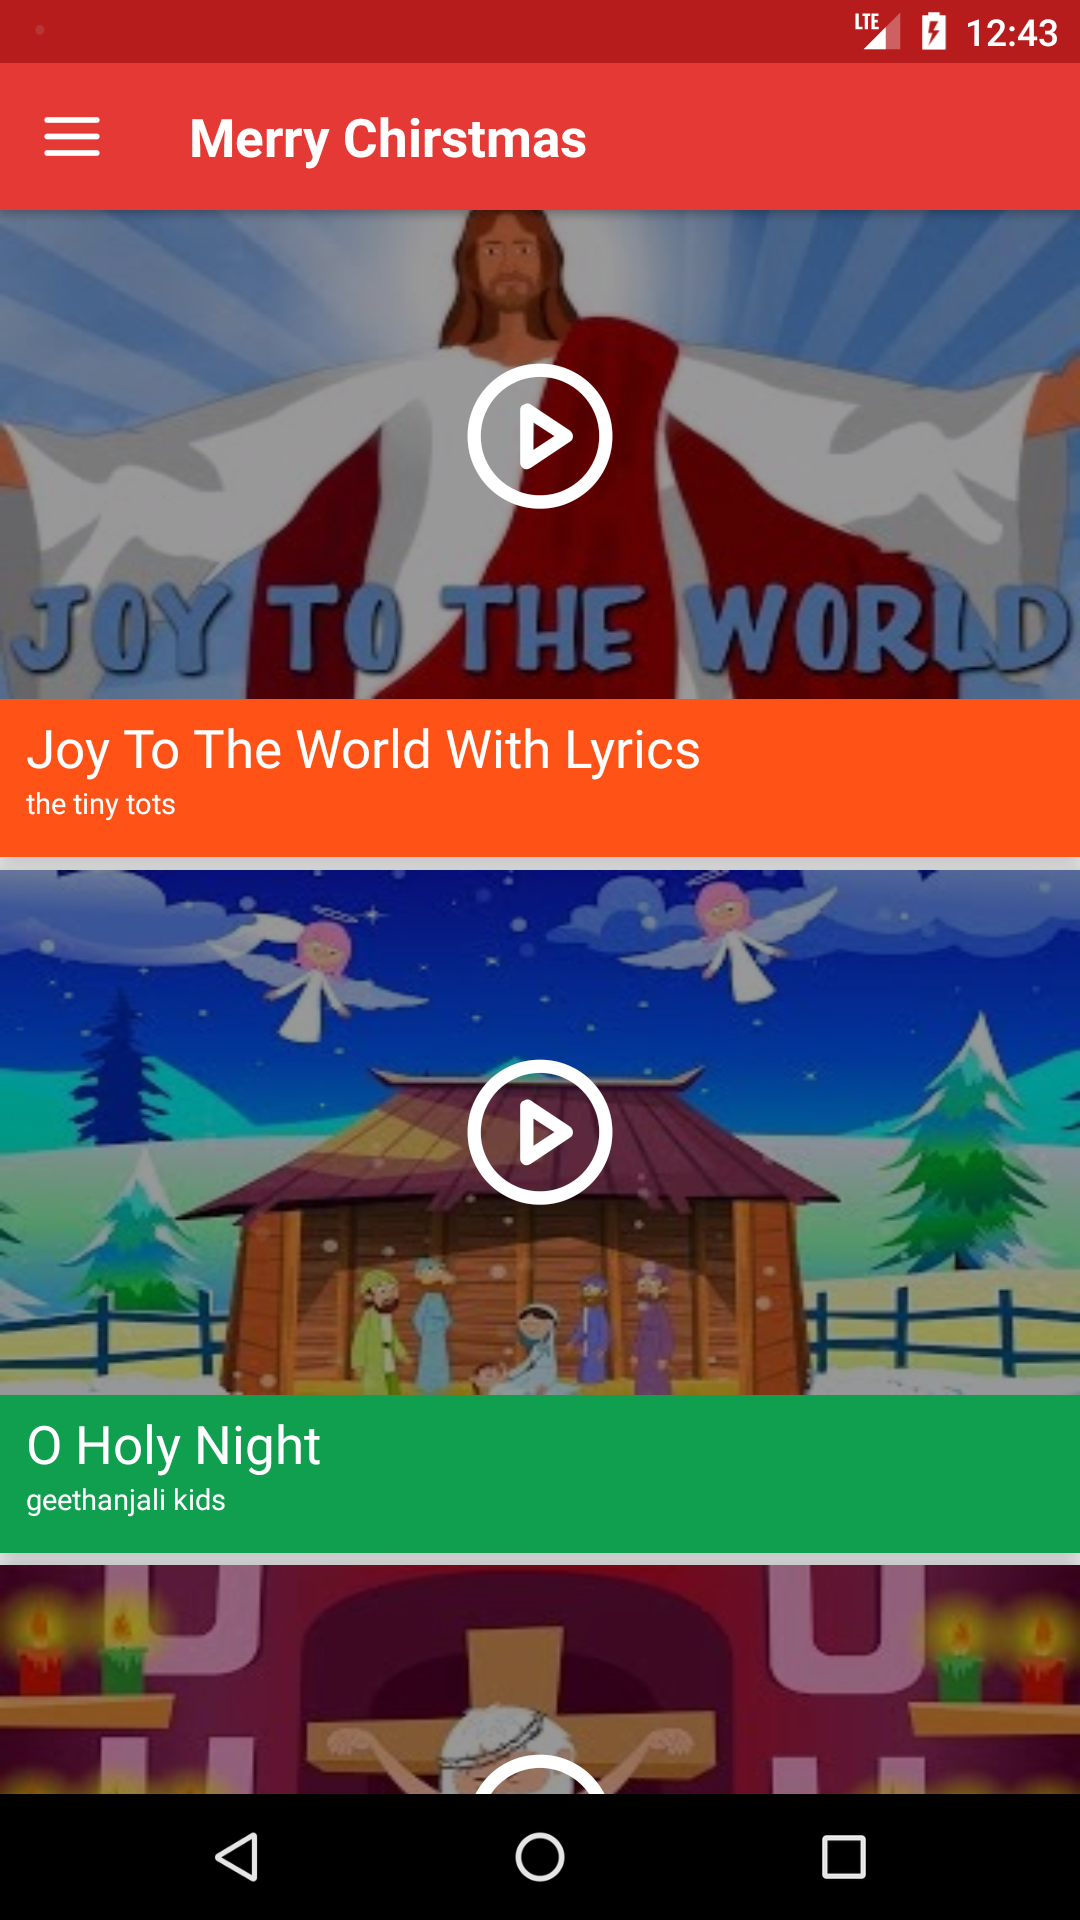 LTE 12:43
Merry Chirstmas
JOY TO THE WORLD
Joy To The World With Lyrics
the tiny tots
O Holy Night
geethanjali kids